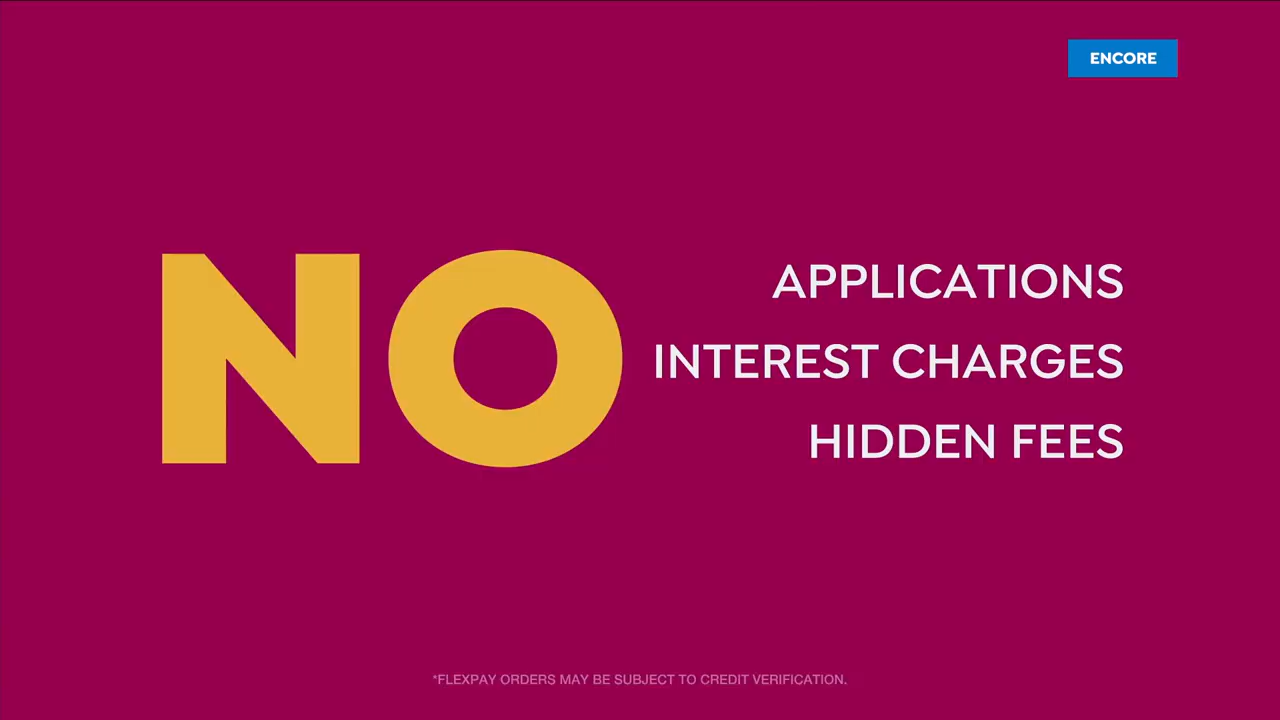 ENCORE
NO
APPLICATIONS
INTEREST CHARGES
HIDDEN FEES
*FLEXPAY ORDERS MAY BE SUBJECT TO CREDIT VERIFICATION.